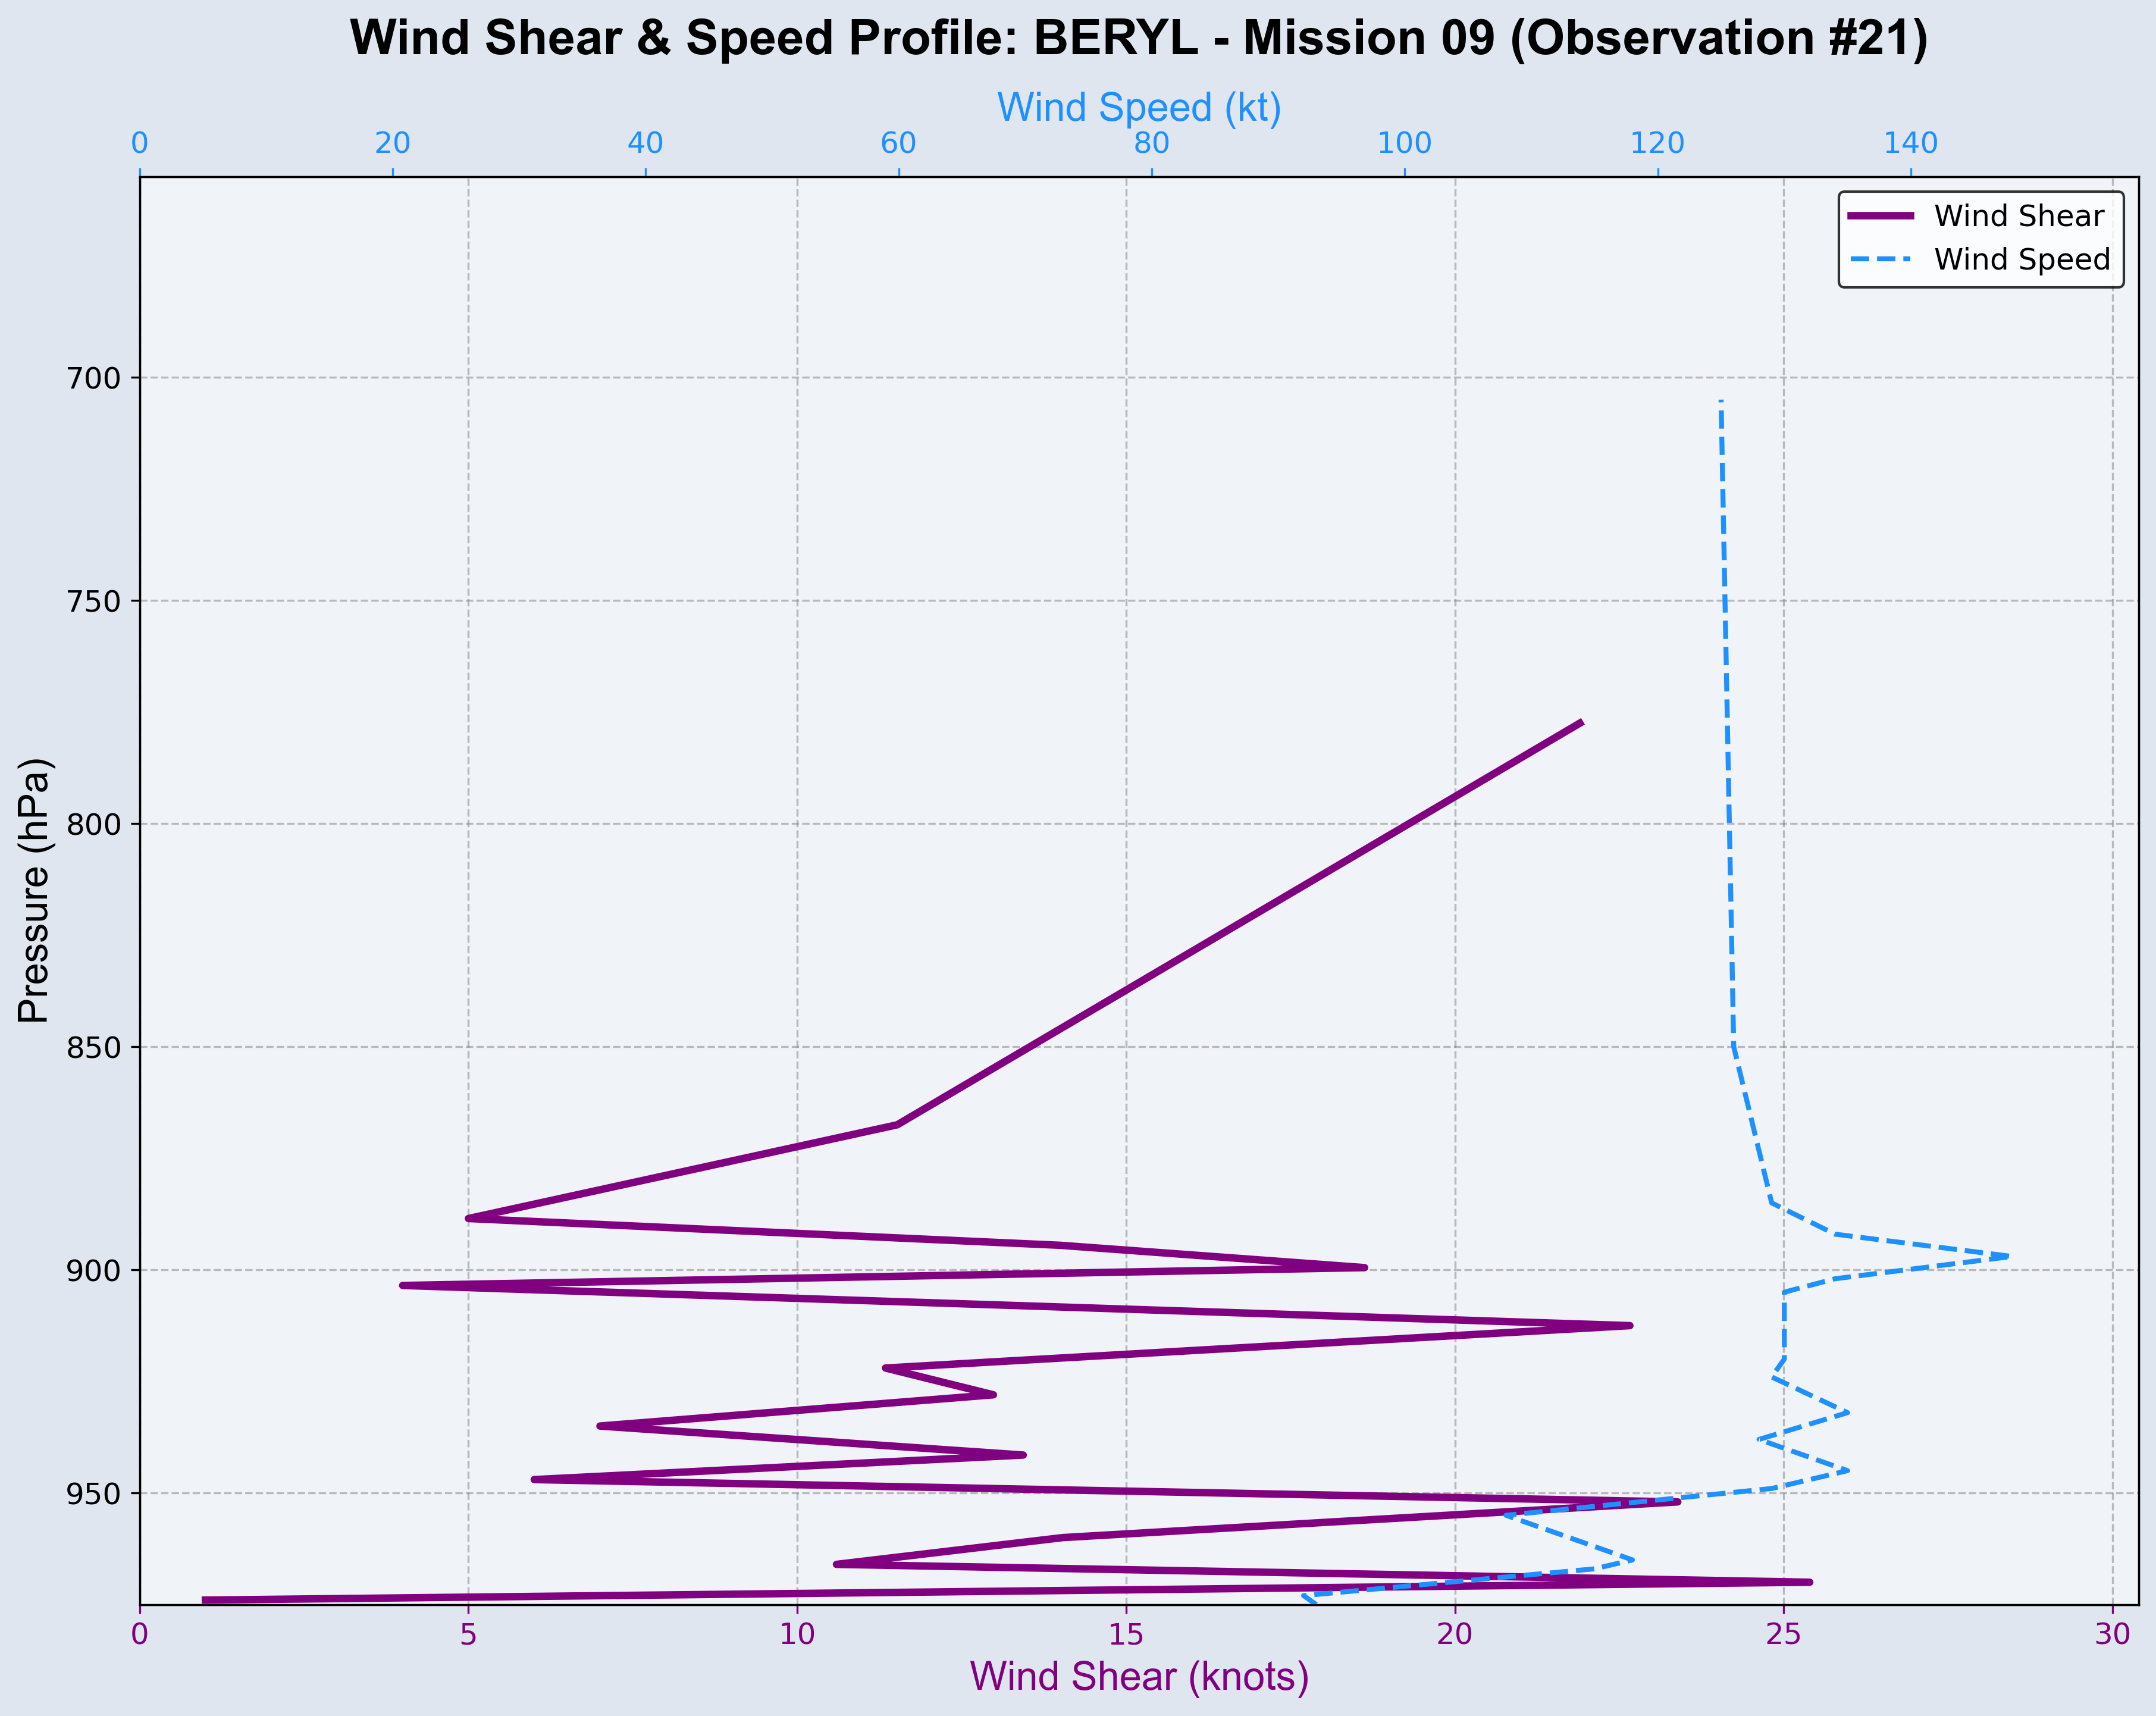 Wind Shear & Speed Profile: BERYL - Mission 09 (Observation #21)
Wind Speed (kt)
0 20 40 60 80 100 120 140
Wind Shear
Wind Speed
700
750
800
850
900
950
Pressure (hPa)
0 5 10 15 20 25 30
Wind Shear (knots)